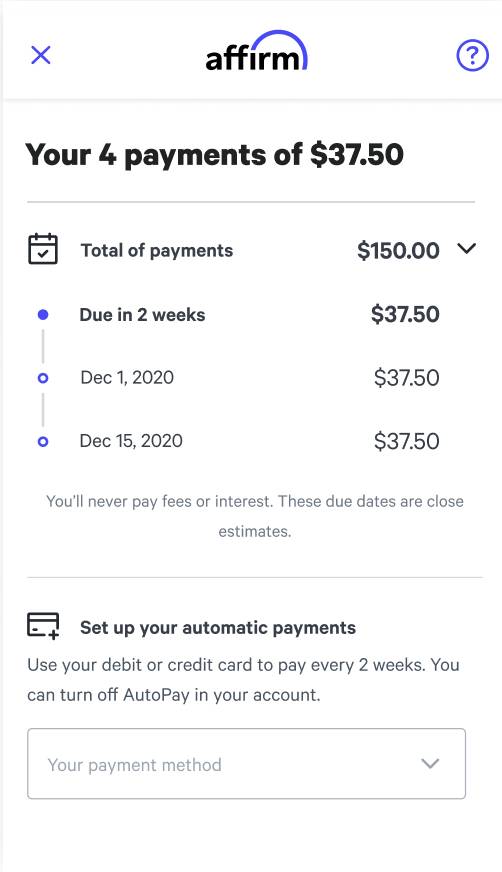 affirm
?
Your 4 payments of $37.50
Total of payments $150.00
Due in 2 weeks $37.50
Dec 1, 2020 $37.50
Dec 15, 2020 $37.50
You'll never pay fees or interest. These due dates are close
estimates.
Set up your automatic payments
Use your debit or credit card to pay every 2 weeks. You
can turn off AutoPay in your account.
Your payment method